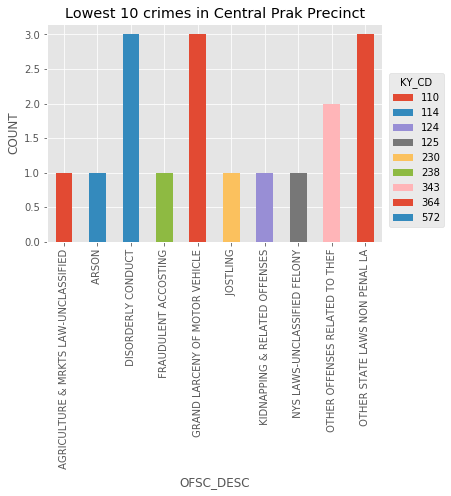 Lowest 10 crimes in Central Prak Precinct
COUNT
3.0
2.5
2.0
1.5
1.0
0.5
0.0
AGRICULTURE & MRKTS LAW-UNCLASSIFIED
ARSON
DISORDERLY CONDUCT
FRAUDULENT ACCOSTING
GRAND LARCENY OF MOTOR VEHICLE
JOSTLING
KIDNAPPING & RELATED OFFENSES
NYS LAWS-UNCLASSIFIED FELONY
OTHER OFFENSES RELATED TO THEF
OTHER STATE LAWS NON PENAL LA
OFSC_DESC
KY_CD
110
114
124
125
230
238
343
364
572